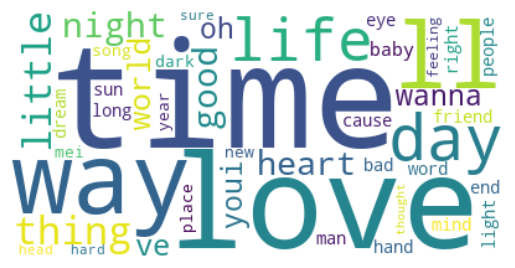 little
night
song
world
sun
long
dark
year
sure
oh
good
life
eye
baby
ll
feeling
right
people
dream
time
wanna
cause
friend
day
mei
way
love
new
youi
heart
bad
word
end
thing
ve
place
man
hand
thought
mind
light
head
hard